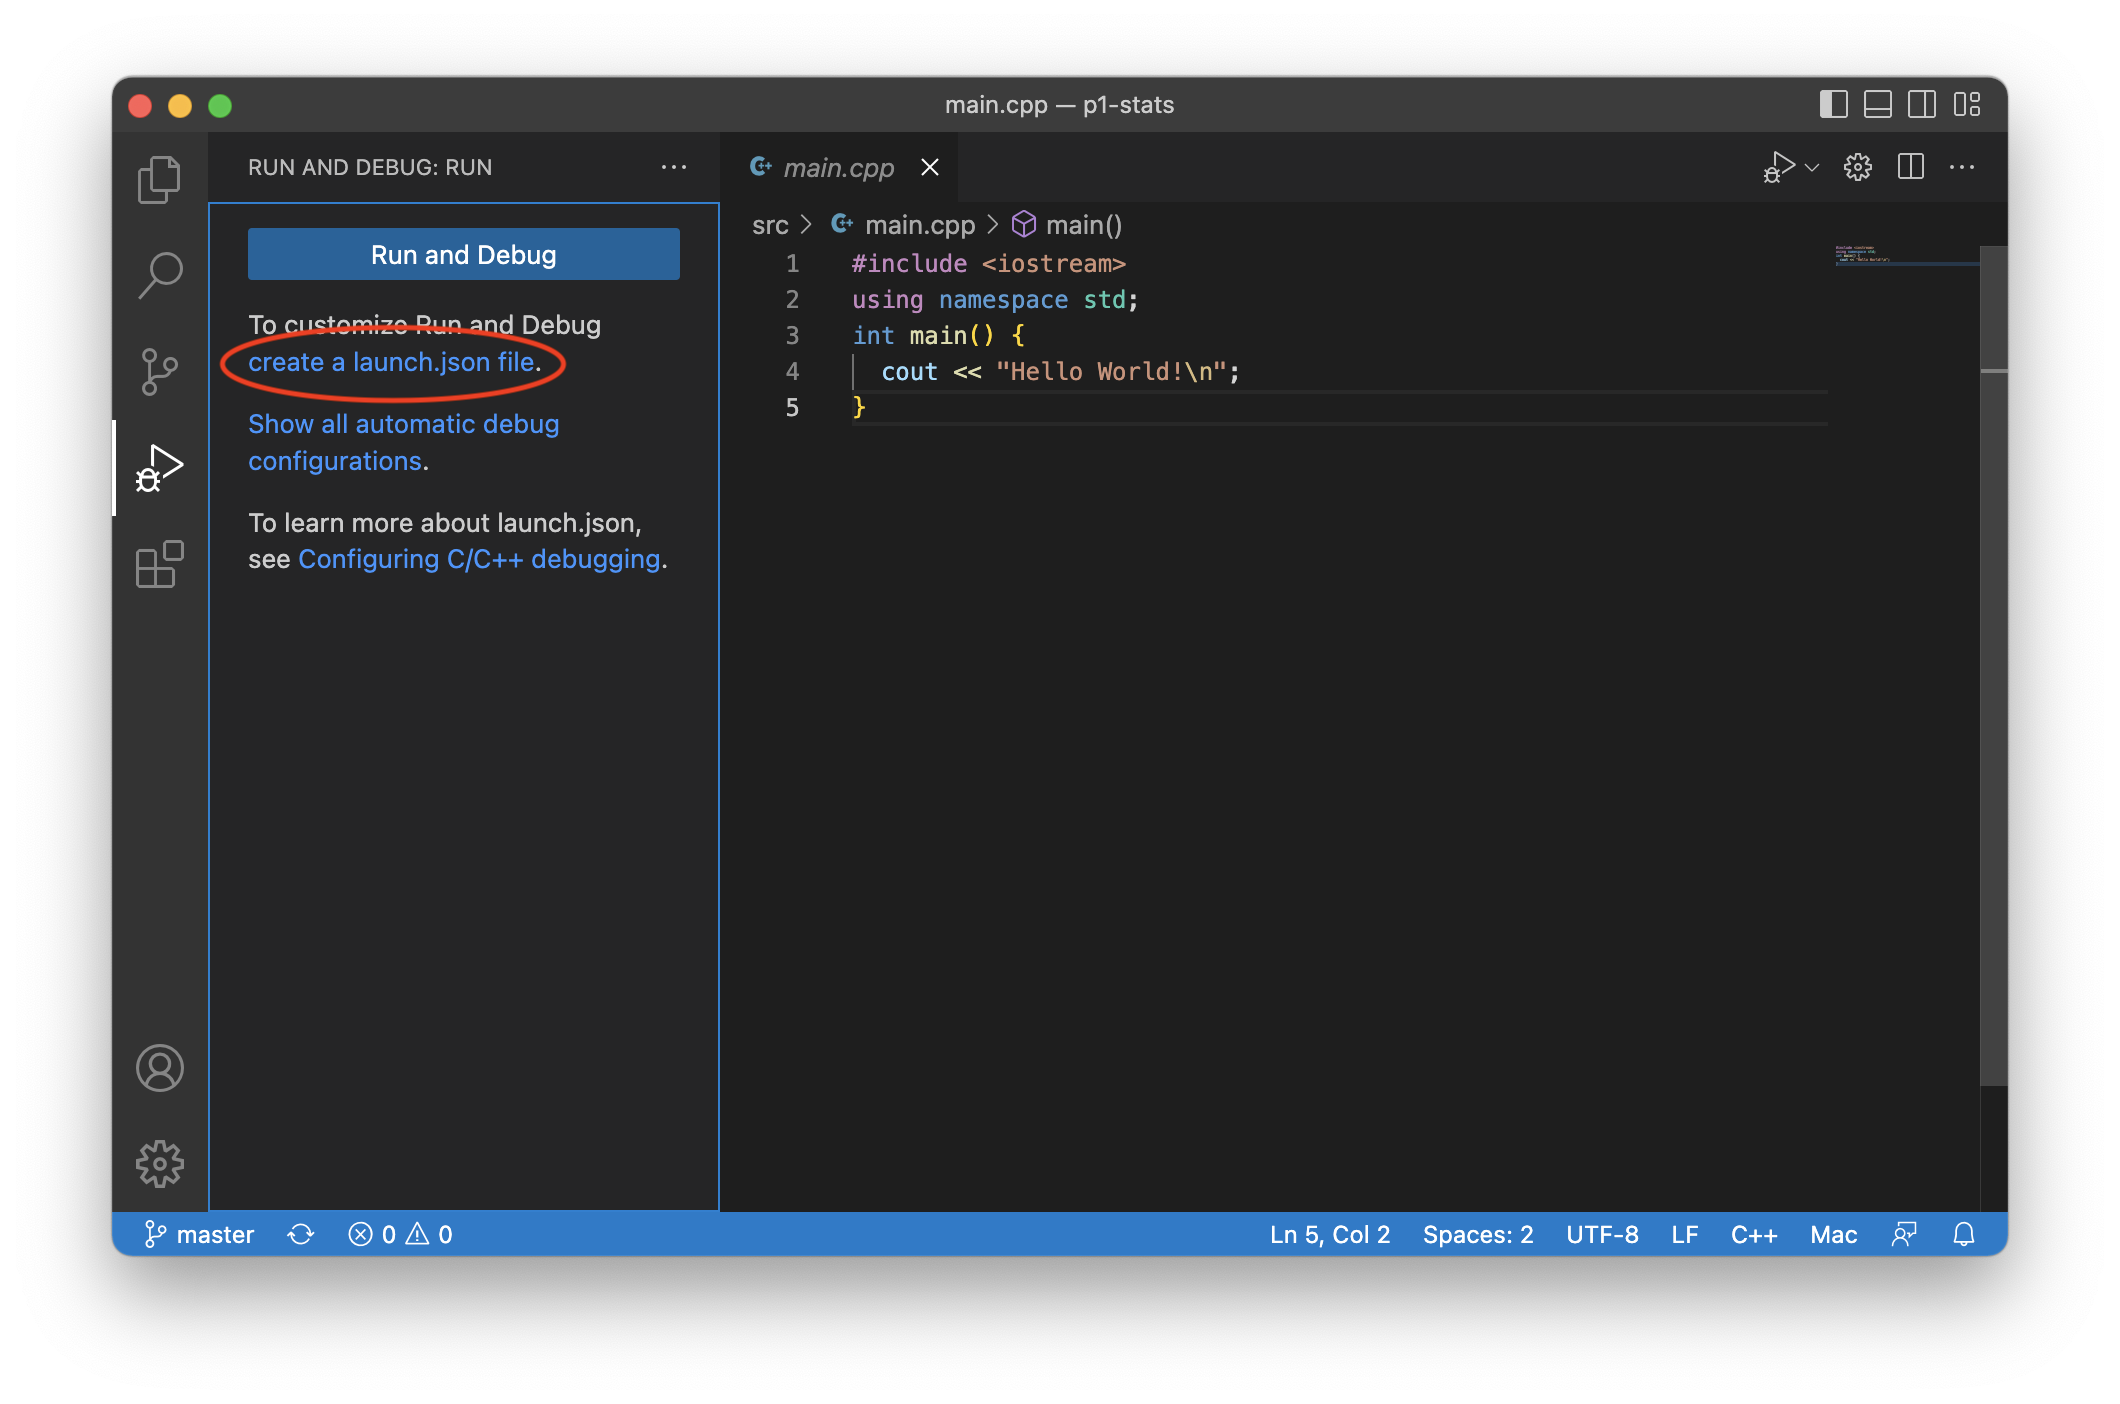 main.cpp — p1-stats
RUN AND DEBUG: RUN
Run and Debug
To customize Run and Debug
create a launch.json file.
Show all automatic debug
configurations.
To learn more about launch.json,
see Configuring C/C++ debugging.
main.cpp
src > main.cpp > main()
1 #include <iostream>
2 using namespace std;
3 int main() {
4 cout << "Hello World!\n";
5 }
master 0 0
Ln 5, Col 2 Spaces: 2 UTF-8 LF C++ Mac